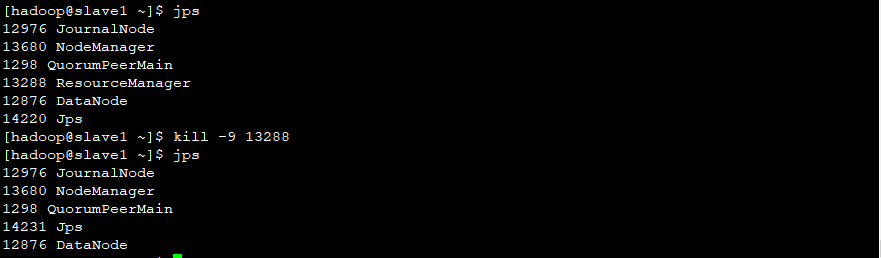 [hadoop@slave1 ~]$ jps
12976 JournalNode
13680 NodeManager
1298 QuorumPeerMain
13288 ResourceManager
12876 DataNode
14220 Jps
[hadoop@slave1 ~]$ kill -9 13288
[hadoop@slave1 ~]$ jps
12976 JournalNode
13680 NodeManager
1298 QuorumPeerMain
14231 Jps
12876 DataNode